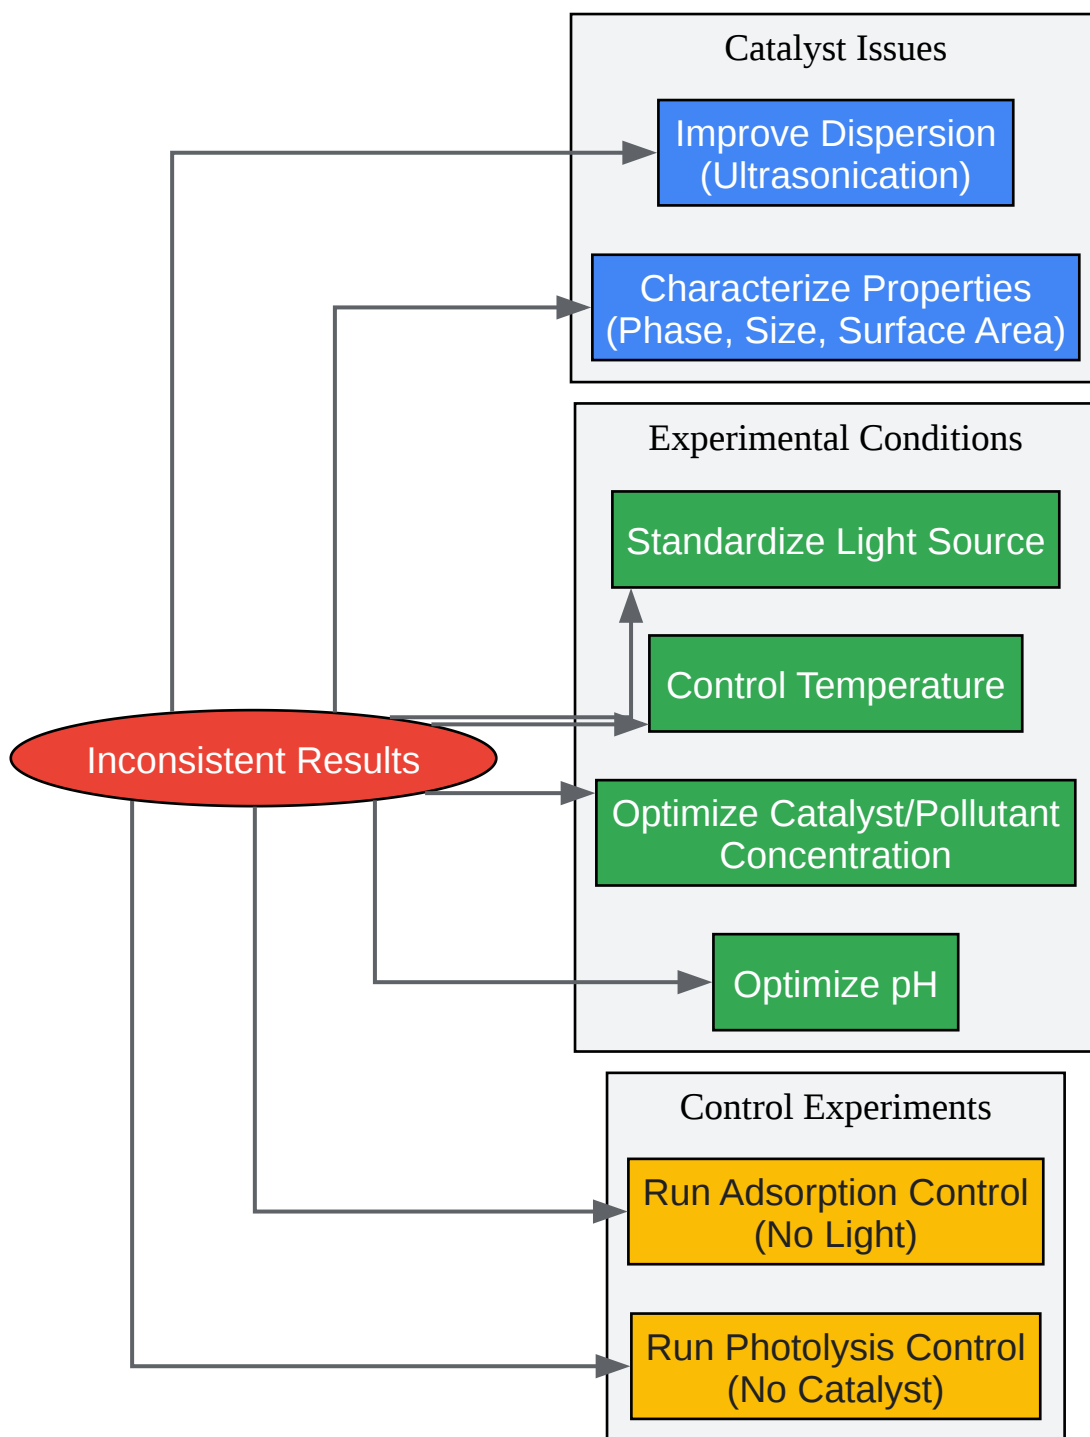 Catalyst Issues
Improve Dispersion
(Ultrasonication)
Characterize Properties
(Phase, Size, Surface Area)
Experimental Conditions
Standardize Light Source
Control Temperature
Inconsistent Results
Optimize Catalyst/Pollutant
Concentration
Optimize pH
Control Experiments
Run Adsorption Control
(No Light)
Run Photolysis Control
(No Catalyst)